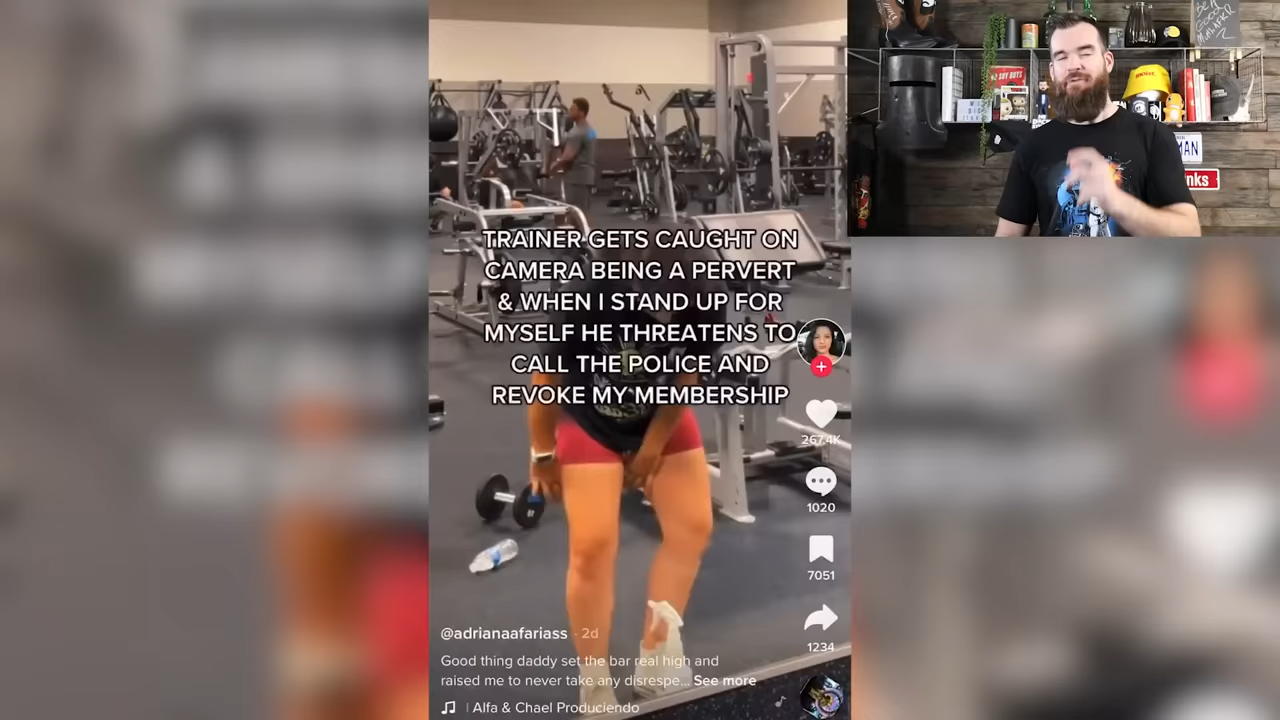 TRAINER GETS CAUGHT ON
CAMERA BEING A PERVERT
& WHEN I STAND UP FOR
MYSELF HE THREATENS TO
CALL THE POLICE AND
REVOKE MY MEMBERSHIP
267.4K
1020
7051
1234
@adrianaafariass · 2d
Good thing daddy set the bar real high and
raised me to never take any disrespe... See more
Alfa & Chael Produciendo